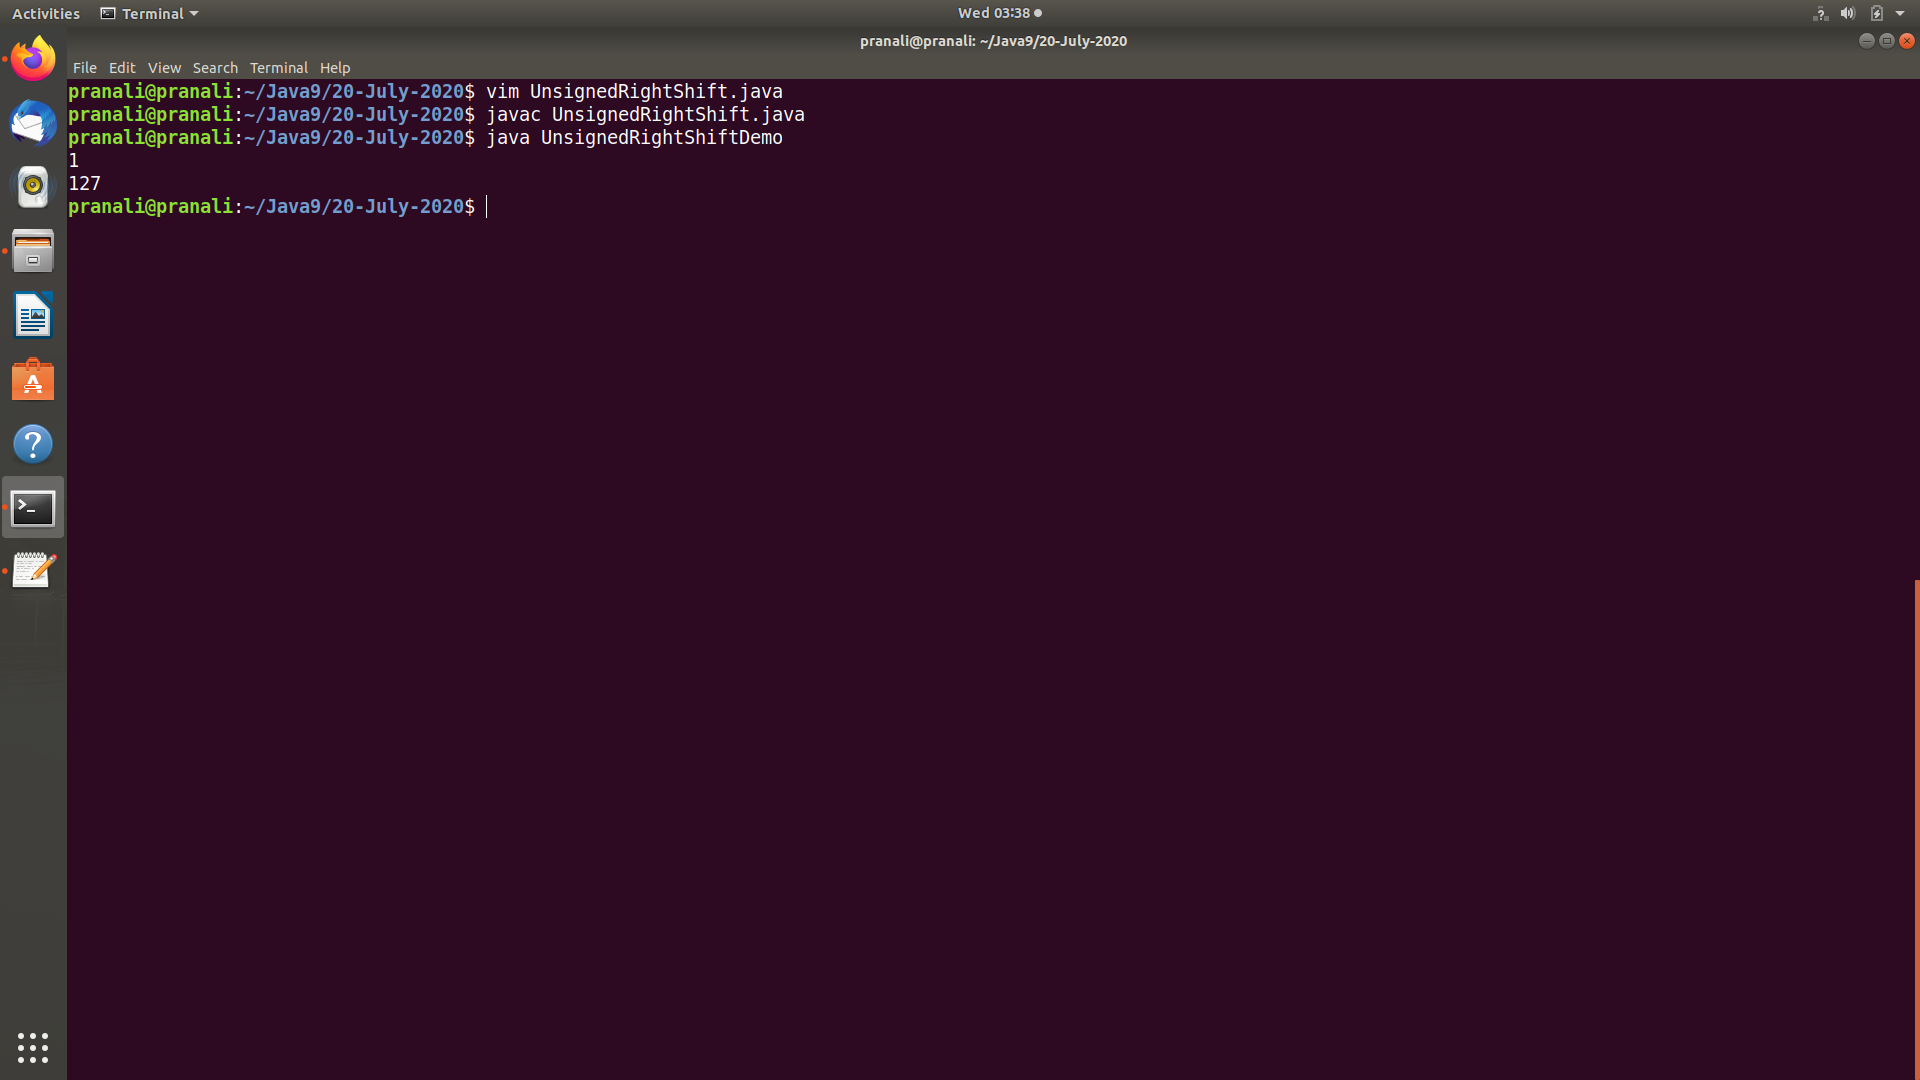 Activities Terminal Wed 03:38
pranali@pranali: ~/Java9/20-July-2020
File Edit View Search Terminal Help
pranali@pranali:~/Java9/20-July-2020$ vim UnsignedRightShift.java
pranali@pranali:~/Java9/20-July-2020$ javac UnsignedRightShift.java
pranali@pranali:~/Java9/20-July-2020$ java UnsignedRightShiftDemo
1
127
pranali@pranali:~/Java9/20-July-2020$